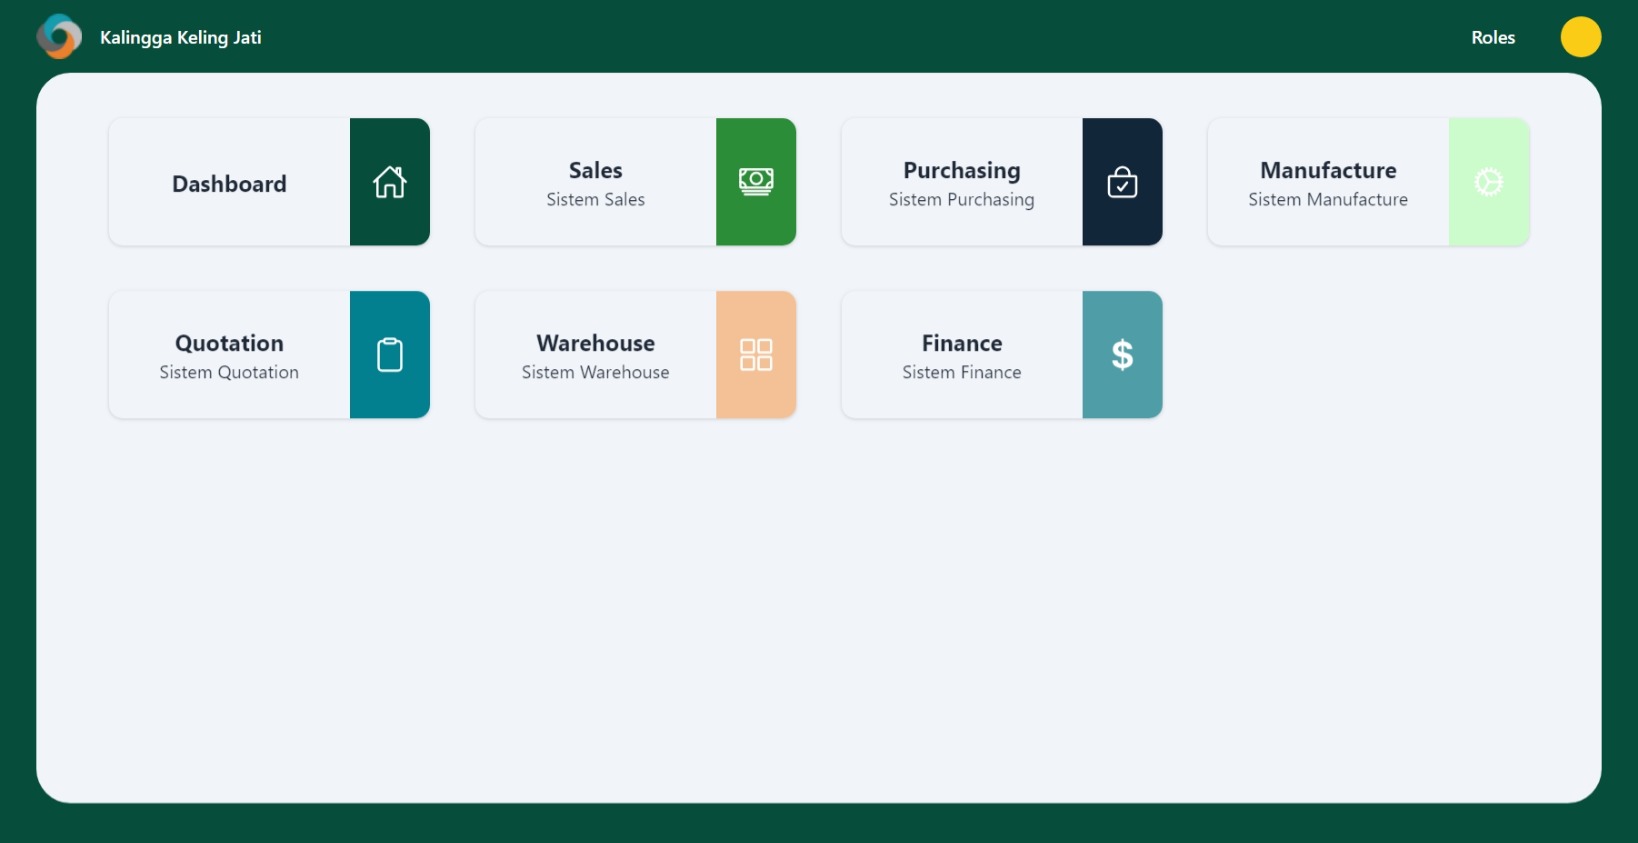 Kalingga Keling Jati
Roles
Dashboard
Sales
Sistem Sales
Purchasing
Sistem Purchasing
Manufacture
Sistem Manufacture
Quotation
Sistem Quotation
Warehouse
Sistem Warehouse
Finance
Sistem Finance
$